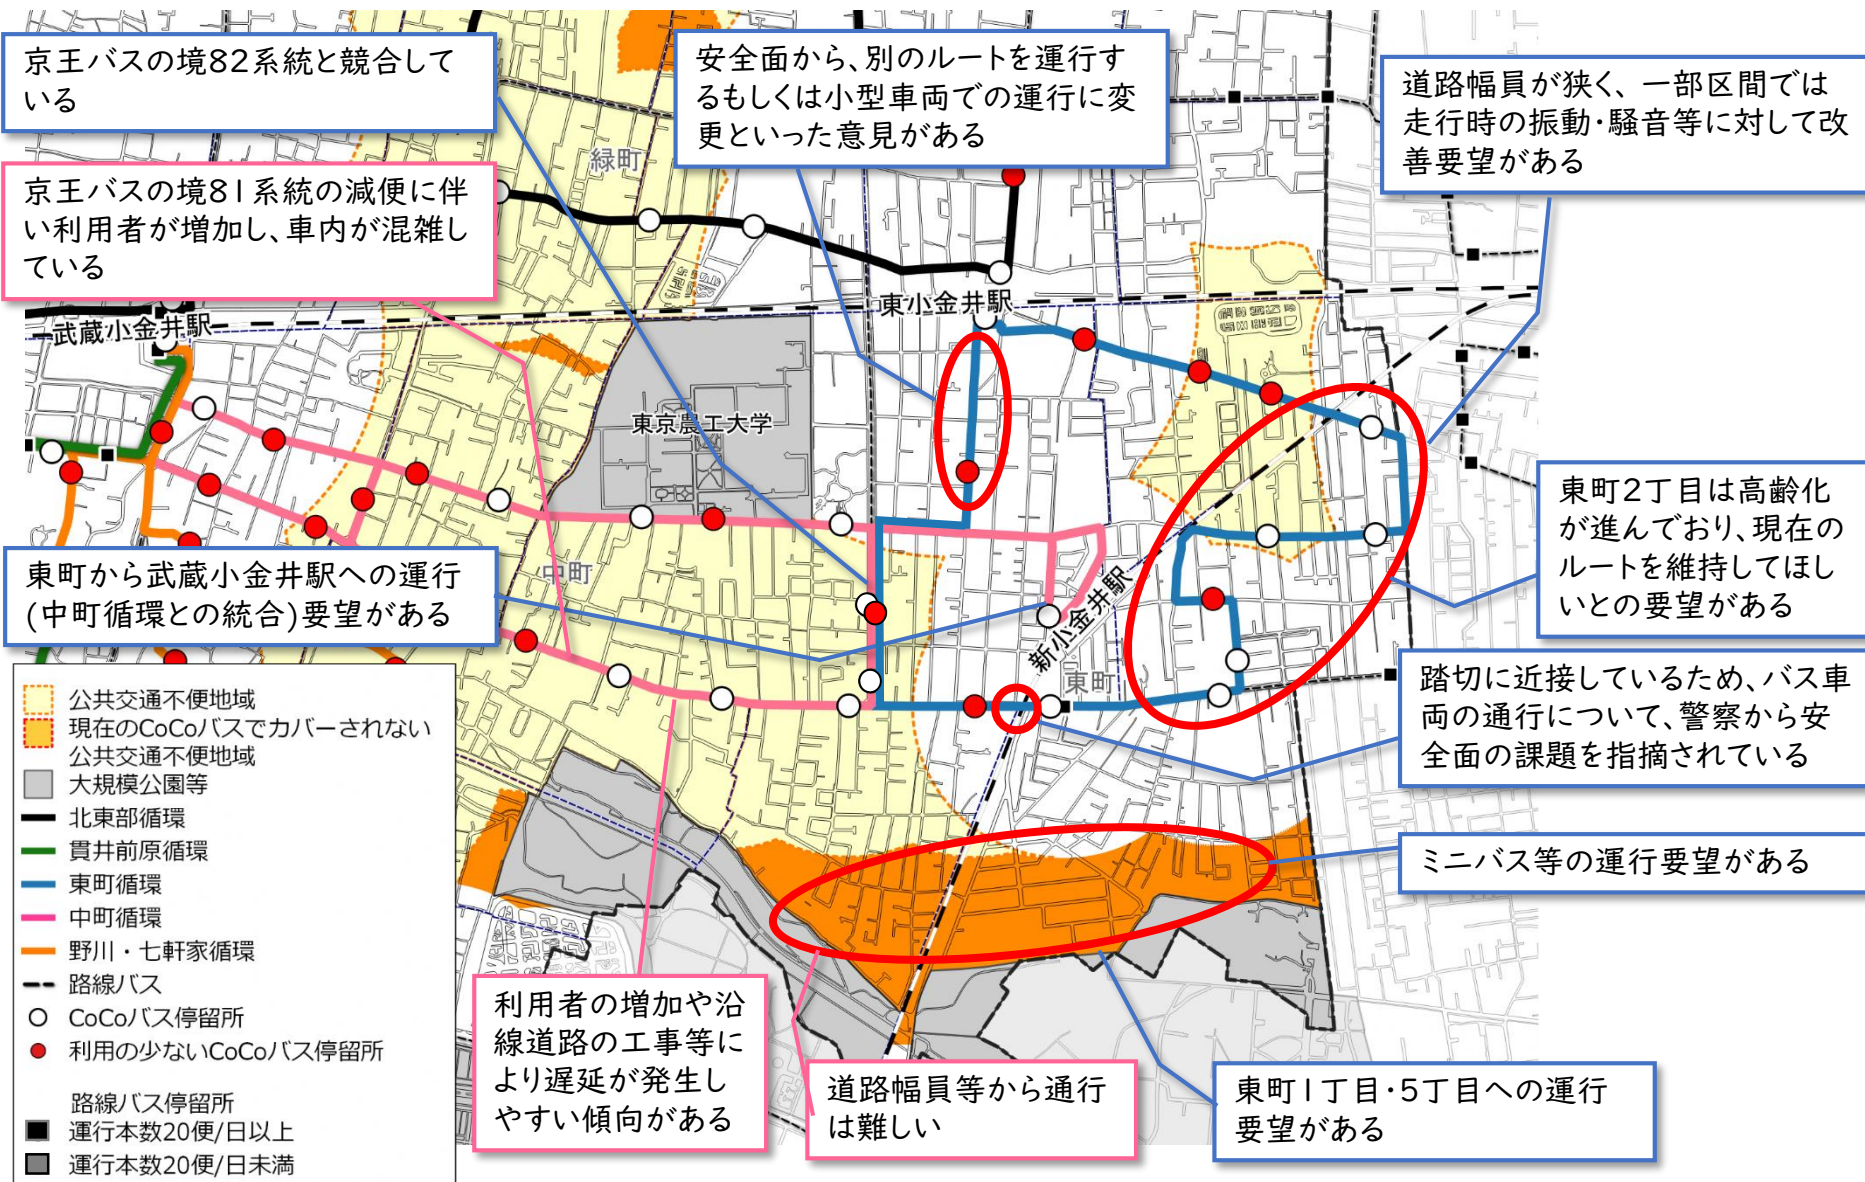 京王バスの境82系統と競合して
いる
安全面から、別のルートを運行す
るもしくは小型車両での運行に変
更といった意見がある
道路幅員が狭く、一部区間では
走行時の振動・騒音等に対して改
善要望がある
京王バスの境81系統の減便に伴
い利用者が増加し、車内が混雑し
ている
緑町
東小金井駅
武蔵小金井駅
東京農工大学
東町2丁目は高齢化
が進んでおり、現在の
ルートを維持してほし
いとの要望がある
東町から武蔵小金井駅への運行
(中町循環との統合)要望がある
中町
新小金井駅
東町
踏切に近接しているため、バス車
両の通行について、警察から安
全面の課題を指摘されている
ミニバス等の運行要望がある
公共交通不便地域
現在のCoCoバスでカバーされない
公共交通不便地域
大規模公園等
北東部循環
貫井前原循環
東町循環
中町循環
野川・七軒家循環
路線バス
CoCoバス停留所
利用の少ないCoCoバス停留所
路線バス停留所
運行本数20便/日以上
運行本数20便/日未満
利用者の増加や沿
線道路の工事等に
より遅延が発生し
やすい傾向がある
道路幅員等から通行
は難しい
東町1丁目・5丁目への運行
要望がある